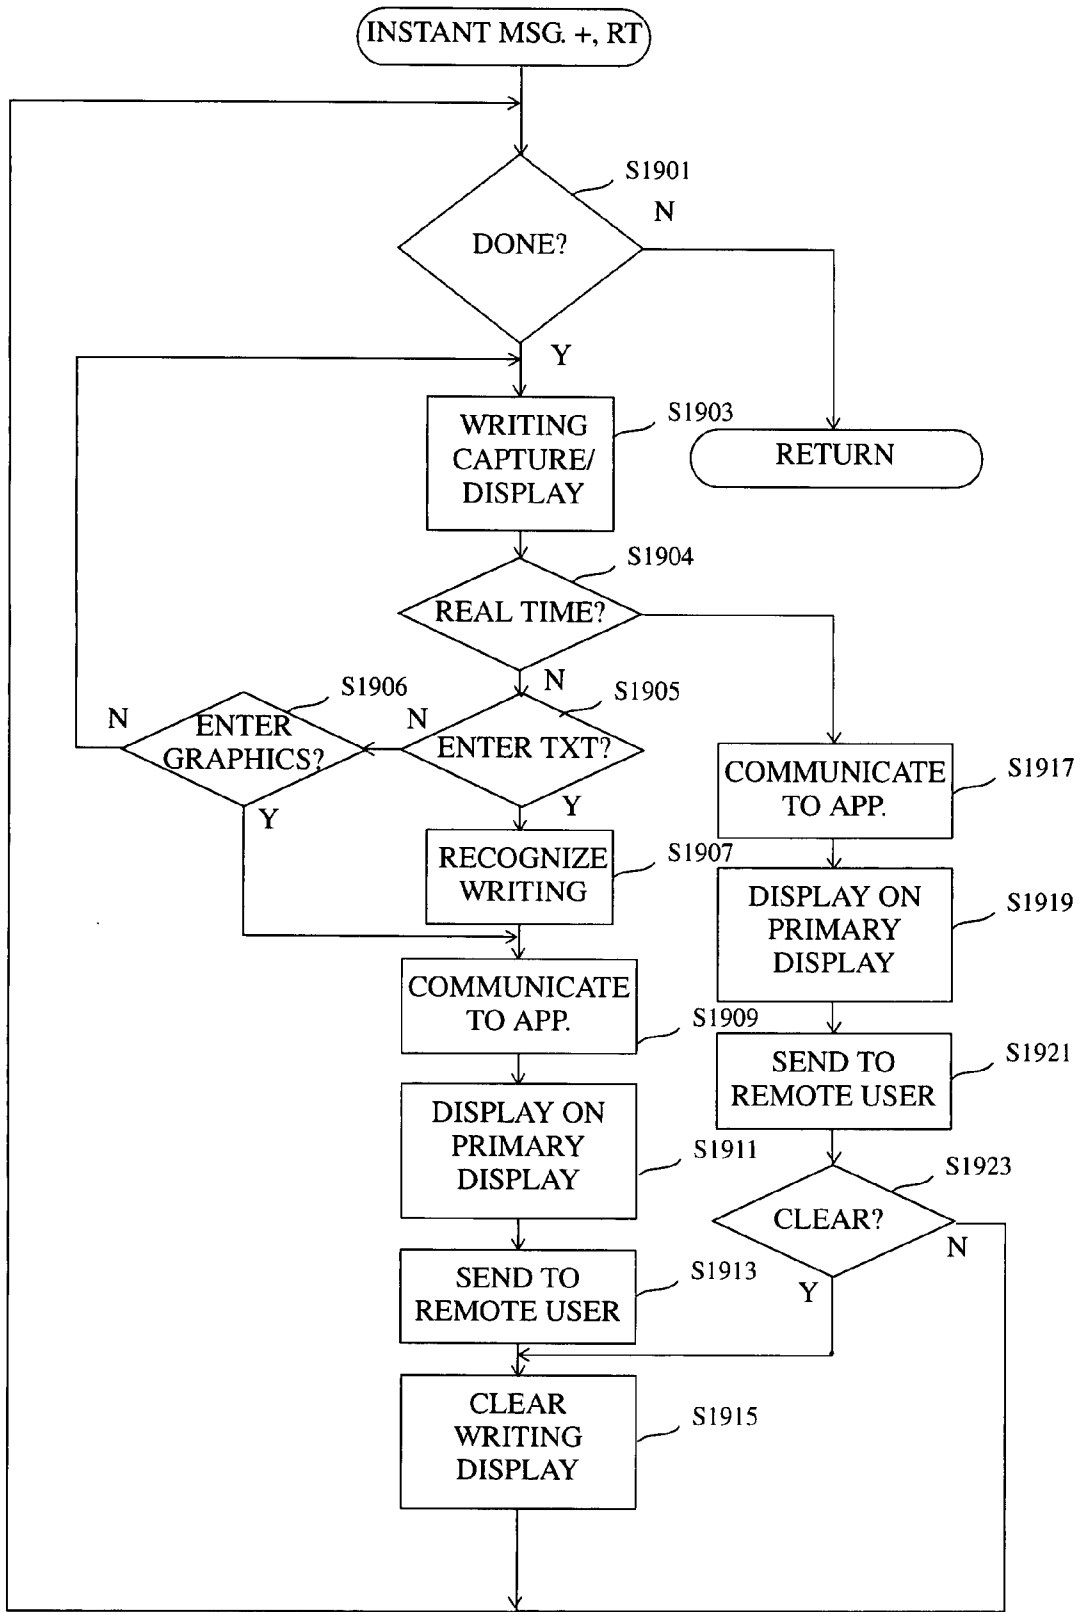 INSTANT MSG. +, RT
S1901
N
DONE?
Y
S1903
WRITING
CAPTURE/
DISPLAY
RETURN
S1904
REAL TIME?
N
S1905
S1906
N
N
ENTER
GRAPHICS?
ENTER TXT?
Y
Y
S1917
COMMUNICATE
TO APP.
RECOGNIZE
WRITING
S1907
S1919
DISPLAY ON
PRIMARY
DISPLAY
COMMUNICATE
TO APP.
S1909
S1921
SEND TO
REMOTE USER
DISPLAY ON
PRIMARY
DISPLAY
S1911
S1923
CLEAR?
N
Y
SEND TO
REMOTE USER
S1913
CLEAR
WRITING
DISPLAY
S1915